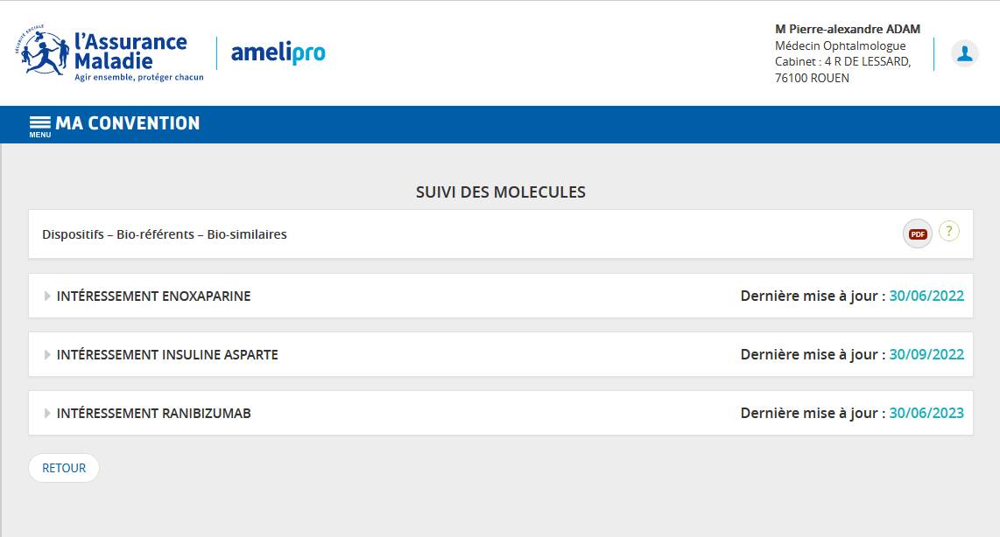 SÉCURITÉ SOCIALE
l'Assurance
Maladie
Agir ensemble, protéger chacun
amelipro
M Pierre-alexandre ADAM
Médecin Ophtalmologue
Cabinet : 4 R DE LESSARD,
76100 ROUEN
MENU
MA CONVENTION
SUIVI DES MOLECULES
Dispositifs – Bio-référents – Bio-similaires
PDF
?
INTÉRESSEMENT ENOXAPARINE
Dernière mise à jour : 30/06/2022
INTÉRESSEMENT INSULINE ASPARTE
Dernière mise à jour : 30/09/2022
INTÉRESSEMENT RANIBIZUMAB
Dernière mise à jour : 30/06/2023
RETOUR